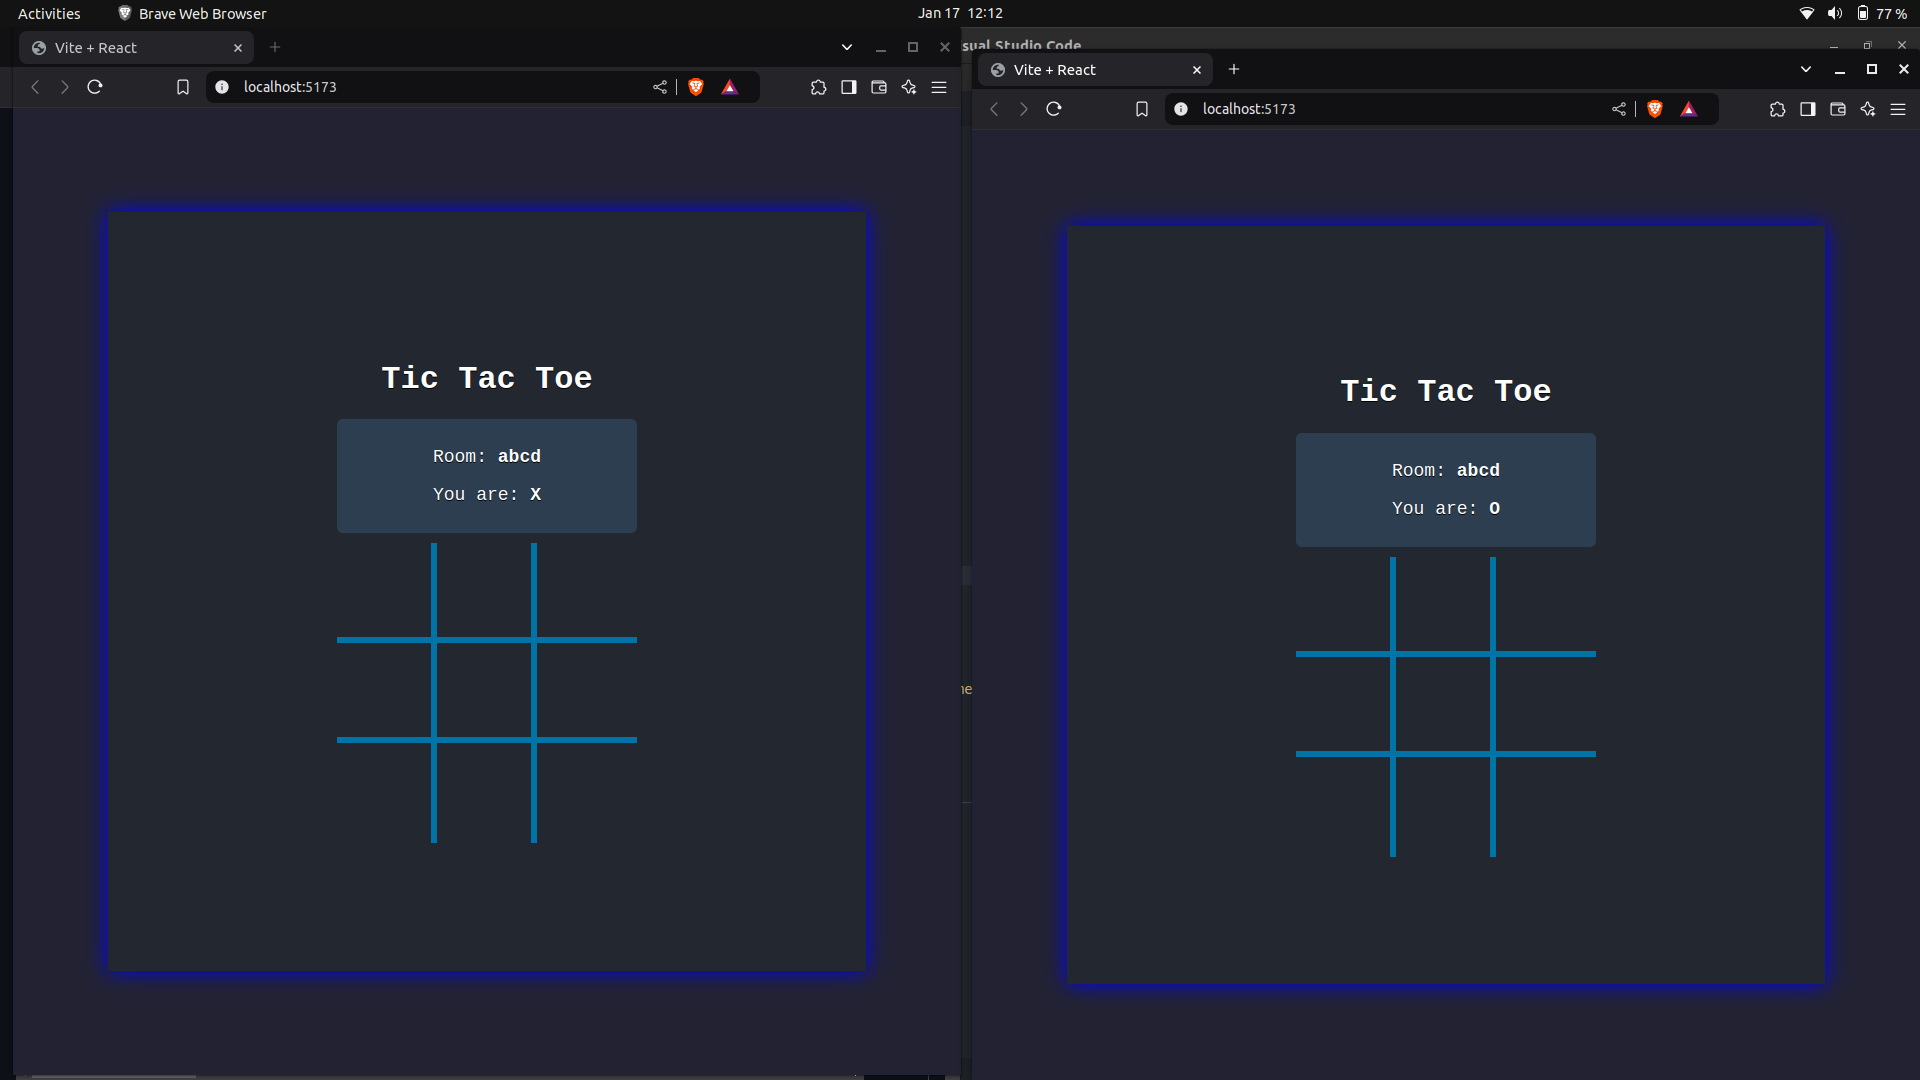 Activities
Brave Web Browser
Jan 17 12:12
77 %
Vite + React
localhost:5173
Tic Tac Toe
Room: abcd
You are: X
sual Studio Code
Vite + React
localhost:5173
ne
Tic Tac Toe
Room: abcd
You are: O